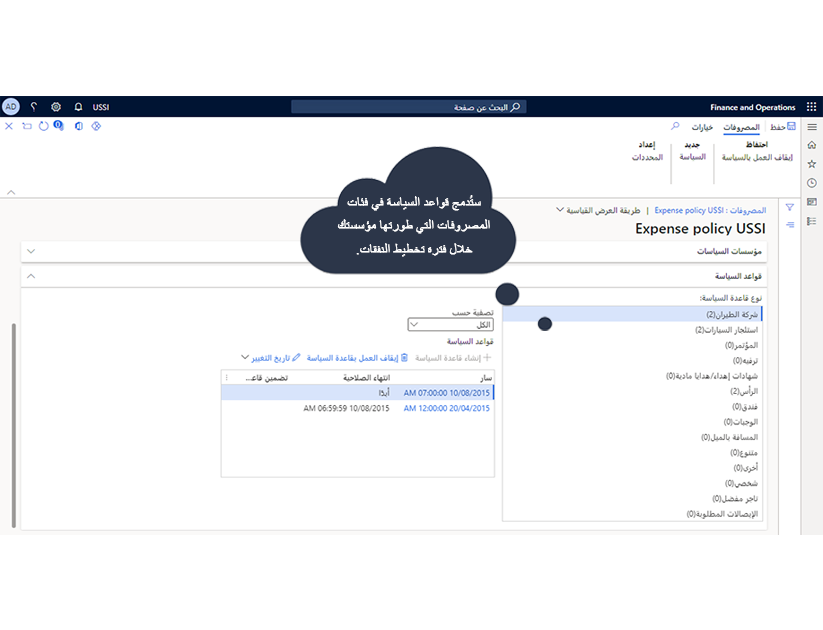 Finance and Operations
البحث عن صفحة
USSI
AD
حفظ
المصروفات
خيارات
احتفاظ
جديد
إعداد
إيقاف العمل بالسياسة
السياسة
المحددات
المصروفات : Expense policy USSI | طريقة العرض القياسية
Expense policy USSI
ستُدمج قواعد السياسة في فئات
المصروفات التي طورتها مؤسستك
خلال فتره تخطيط النفقات.
مؤسسات السياسات
قواعد السياسة
نوع قاعدة السياسة:
شركة الطيران(2)
استئجار السيارات(2)
المؤتمر(0)
ترفيه(0)
شهادات إهداء/هدايا مادية(0)
الرأس(2)
فندق(0)
الوجبات(0)
المسافة بالميل(0)
متنوع(0)
أخرى(0)
شخصي(0)
تاجر مفضل(0)
الإيصالات المطلوبة(0)
تصفية حسب
الكل
قواعد السياسة
إنشاء قاعدة السياسة
إيقاف العمل بقاعدة السياسة
تاريخ التغيير
سار
انتهاء الصلاحية
تضمين قاعـ...
10/08/2015 07:00:00 AM
أبدًا
20/04/2015 12:00:00 AM
10/08/2015 06:59:59 AM